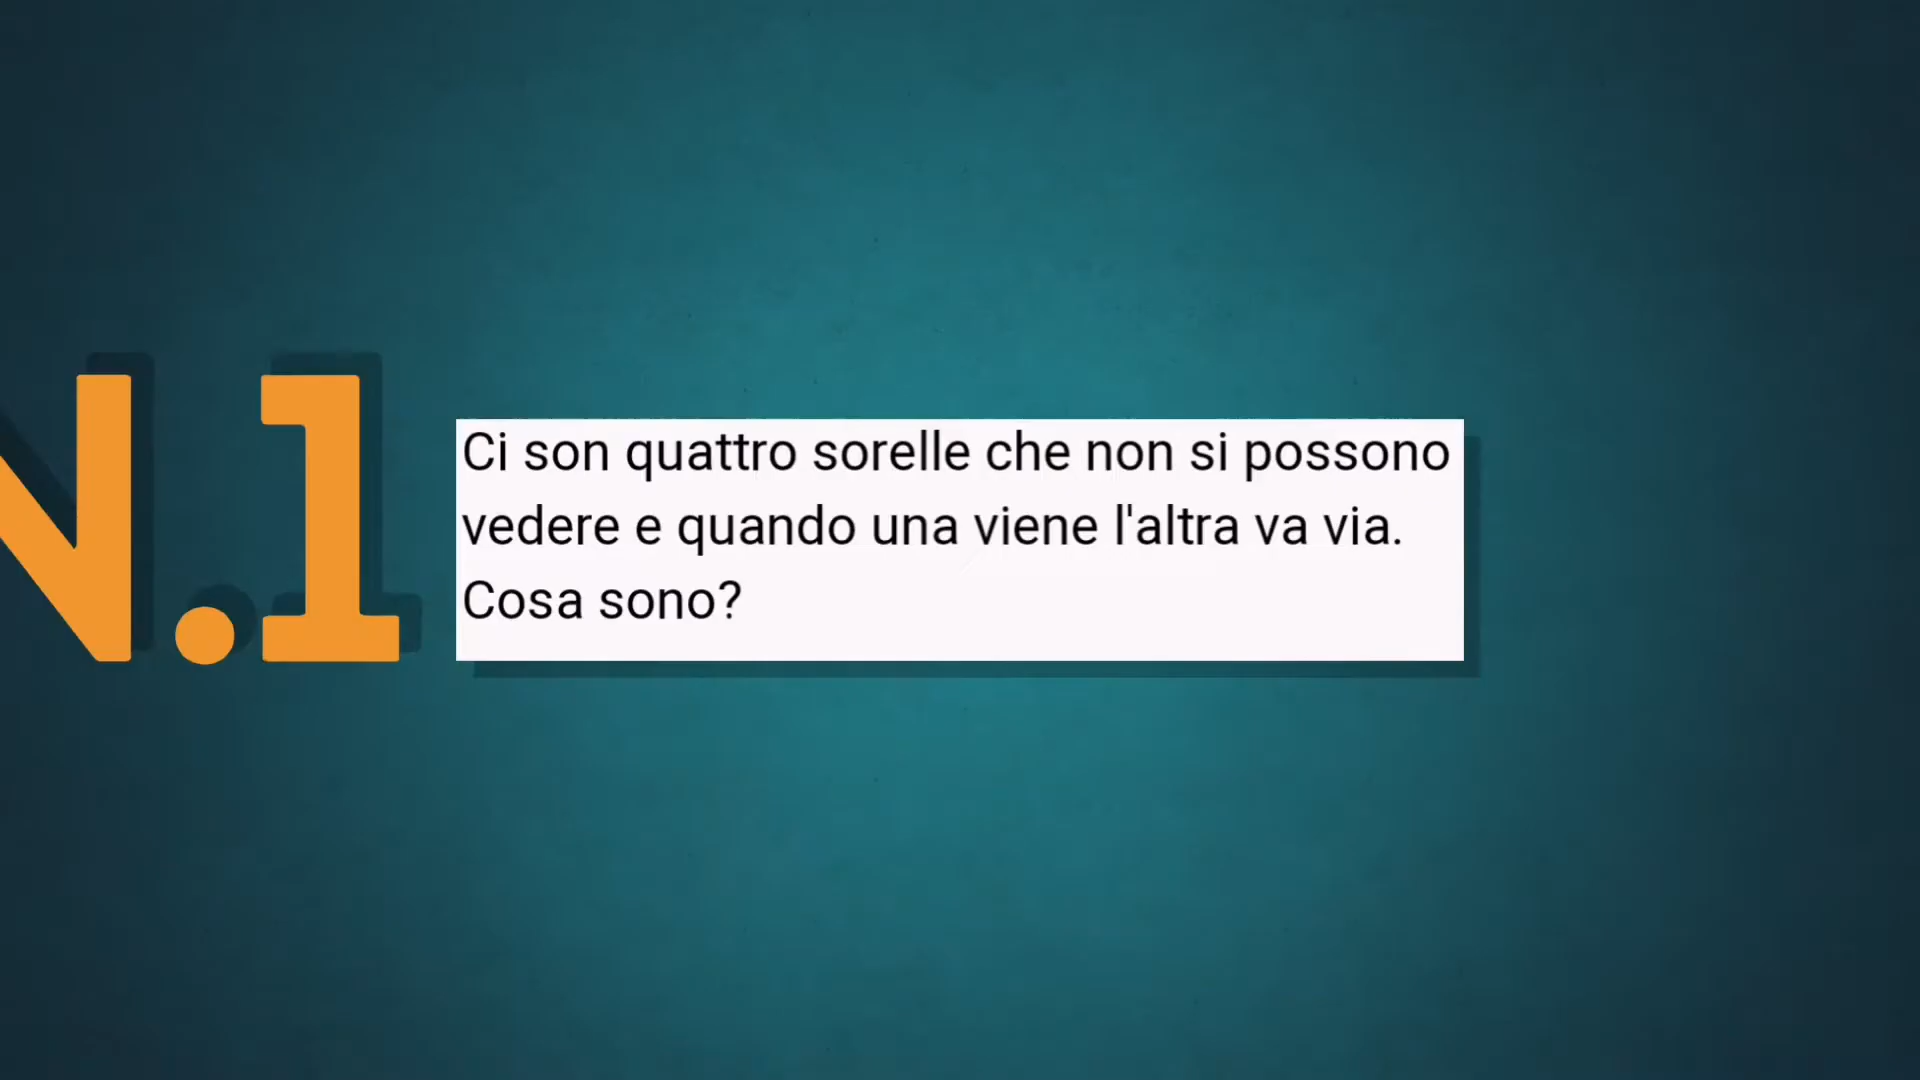 N.1
Ci son quattro sorelle che non si possono
vedere e quando una viene l'altra va via.
Cosa sono?